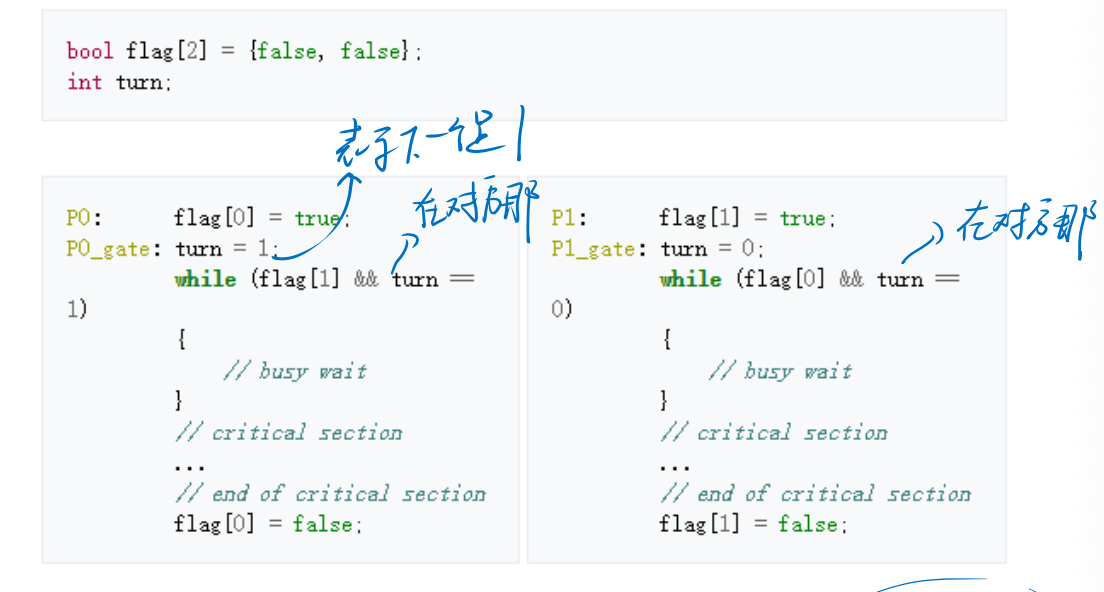 bool flag[2] = {false, false};
int turn;
表示下一个是1
在对方那
在对方那
P0:      flag[0] = true;
P0_gate: turn = 1;
         while (flag[1] && turn ==
1)
         {
             // busy wait
         }
         // critical section
         ...
         // end of critical section
         flag[0] = false;
P1:      flag[1] = true;
P1_gate: turn = 0;
         while (flag[0] && turn ==
0)
         {
             // busy wait
         }
         // critical section
         ...
         // end of critical section
         flag[1] = false;